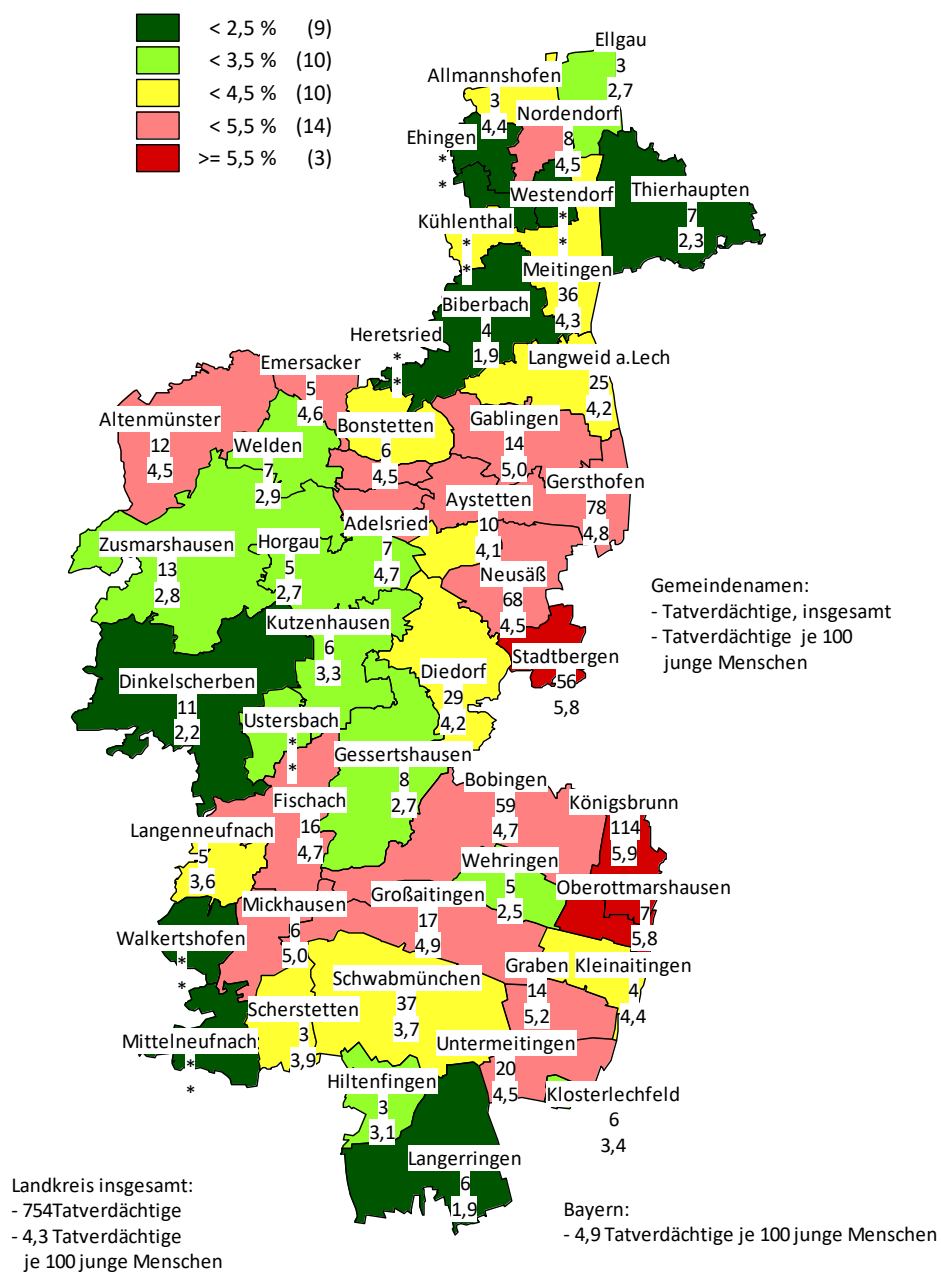 < 2,5 % (9)
< 3,5 % (10)
< 4,5 % (10)
< 5,5 % (14)
>= 5,5 % (3)
Ellgau
3
2,7
Allmannshofen
3
4,4
Nordendorf
8
4,5
Ehingen
*
*
Westendorf
*
*
Thierhaupten
7
2,3
Kühlenthal
*
*
Meitingen
36
4,3
Biberbach
4
1,9
Heretsried
*
*
Langweid a.Lech
25
4,2
Emersacker
5
4,6
Altenmünster
12
4,5
Bonstetten
6
4,5
Gablingen
14
5,0
Welden
7
2,9
Gersthofen
78
4,8
Aystetten
10
4,1
Adelsried
7
4,7
Zusmarshausen
13
2,8
Horgau
5
2,7
Neusäß
68
4,5
Gemeindenamen:
- Tatverdächtige, insgesamt
- Tatverdächtige je 100
junge Menschen
Kutzenhausen
6
3,3
Stadtbergen
56
5,8
Diedorf
29
4,2
Dinkelscherben
11
2,2
Ustersbach
*
*
Gessertshausen
8
2,7
Bobingen
59
4,7
Fischach
16
4,7
Königsbrunn
114
5,9
Langenneufnach
5
3,6
Wehringen
5
2,5
Oberottmarshausen
7
5,8
Großaitingen
17
4,9
Mickhausen
6
5,0
Walkertshofen
*
*
Graben
14
5,2
Kleinaitingen
4
4,4
Schwabmünchen
37
3,7
Scherstetten
3
3,9
Mittelneufnach
*
*
Untermeitingen
20
4,5
Hiltenfingen
3
3,1
Klosterlechfeld
6
3,4
Langerringen
6
1,9
Landkreis insgesamt:
- 754Tatverdächtige
- 4,3 Tatverdächtige
je 100 junge Menschen
Bayern:
- 4,9 Tatverdächtige je 100 junge Menschen